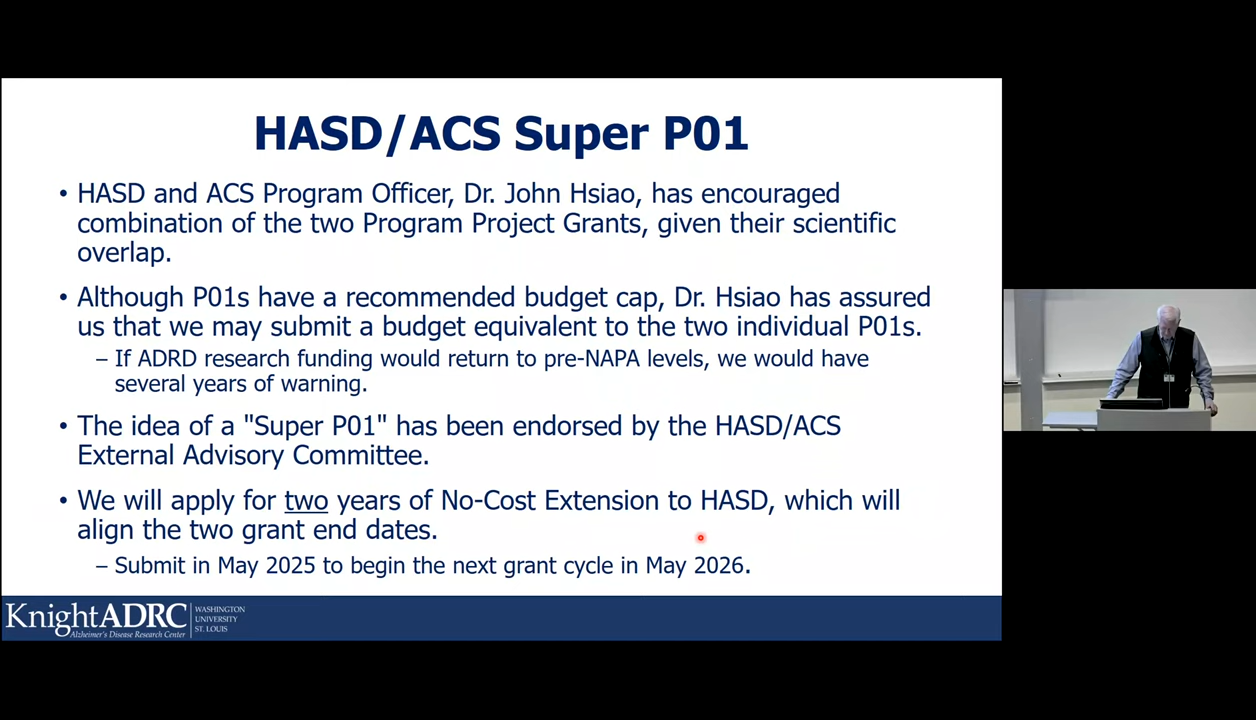 HASD/ACS Super P01
• HASD and ACS Program Officer, Dr. John Hsiao, has encouraged
combination of the two Program Project Grants, given their scientific
overlap.
• Although P01s have a recommended budget cap, Dr. Hsiao has assured
us that we may submit a budget equivalent to the two individual P01s.
– If ADRD research funding would return to pre-NAPA levels, we would have
several years of warning.
• The idea of a "Super P01" has been endorsed by the HASD/ACS
External Advisory Committee.
• We will apply for two years of No-Cost Extension to HASD, which will
align the two grant end dates.
– Submit in May 2025 to begin the next grant cycle in May 2026.
KnightADRC
Alzheimer's Disease Research Center
WASHINGTON
UNIVERSITY
ST. LOUIS